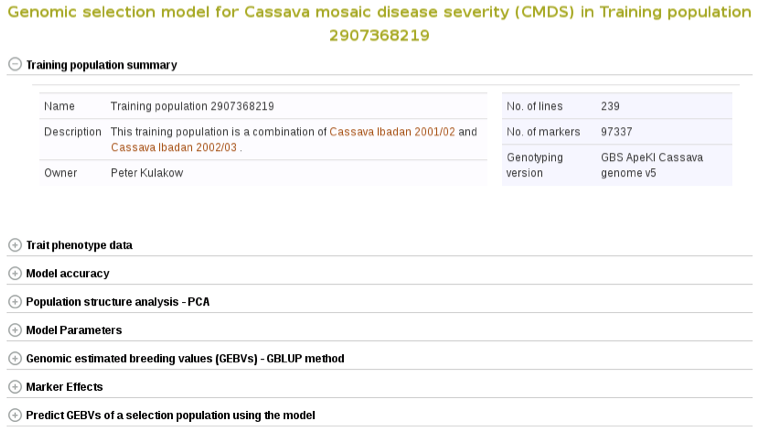 Genomic selection model for Cassava mosaic disease severity (CMDS) in Training population
2907368219
Training population summary
Name Training population 2907368219
Description This training population is a combination of Cassava Ibadan 2001/02 and
Cassava Ibadan 2002/03 .
Owner Peter Kulakow
No. of lines 239
No. of markers 97337
Genotyping GBS ApeKI Cassava
version genome v5
Trait phenotype data
Model accuracy
Population structure analysis - PCA
Model Parameters
Genomic estimated breeding values (GEBVs) - GBLUP method
Marker Effects
Predict GEBVs of a selection population using the model